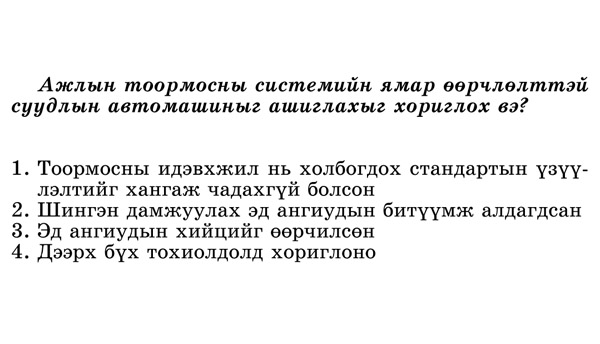 Ажлын тоормосны системийн ямар өөрчлөлттэй
суудлын автомашиныг ашиглахыг хориглох вэ?
1. Тоормосны идэвхжил нь холбогдох стандартын үзүү-
лэлтийг хангаж чадахгүй болсон
2. Шингэн дамжуулах эд ангиудын битүүмж алдагдсан
3. Эд ангиудын хийцийг өөрчилсөн
4. Дээрх бүх тохиолдолд хориглоно